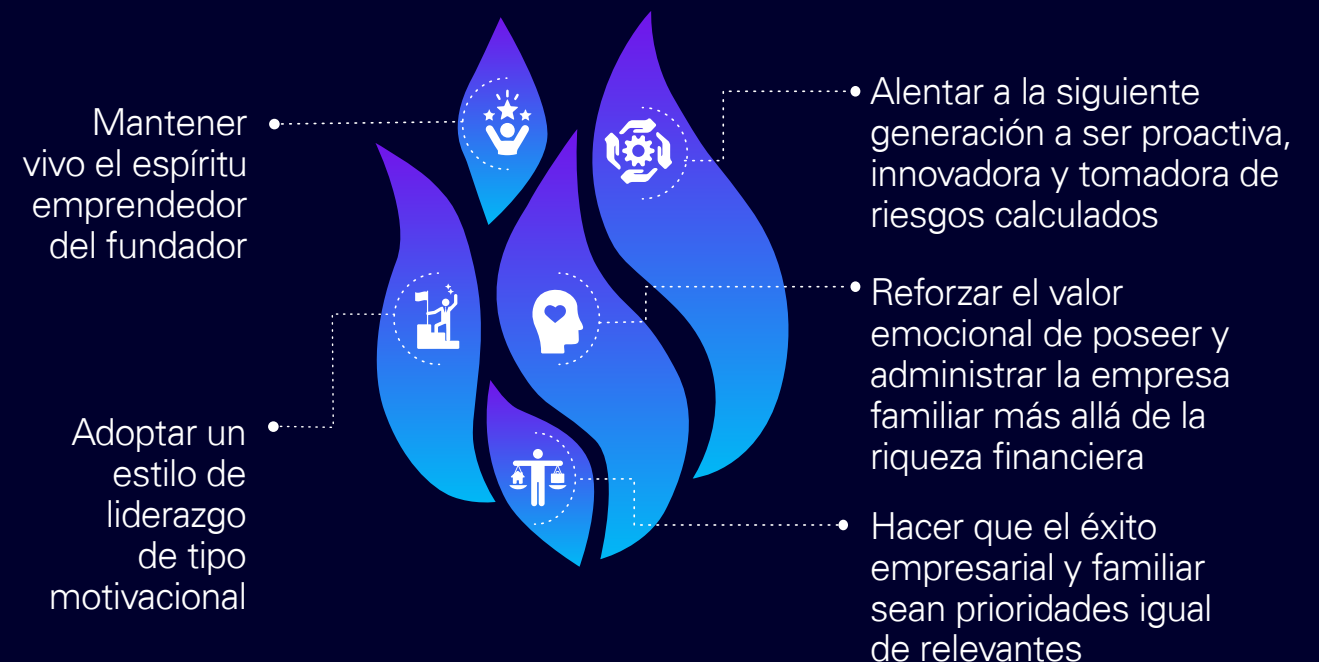 Mantener
vivo el espíritu
emprendedor
del fundador
Adoptar un
estilo de
liderazgo
de tipo
motivacional
Alentar a la siguiente
generación a ser proactiva,
innovadora y tomadora de
riesgos calculados
Reforzar el valor
emocional de poseer y
administrar la empresa
familiar más allá de la
riqueza financiera
Hacer que el éxito
empresarial y familiar
sean prioridades igual
de relevantes